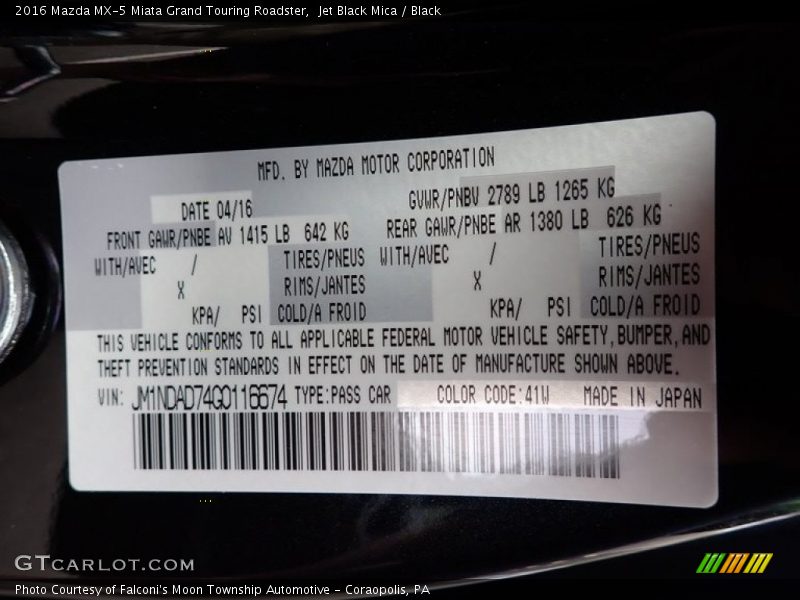 2016 Mazda MX-5 Miata Grand Touring Roadster, Jet Black Mica / Black
MFD. BY MAZDA MOTOR CORPORATION
DATE 04/16
GVWR/PNBV 2789 LB 1265 KG
FRONT GAWR/PNBE AV 1415 LB 642 KG
REAR GAWR/PNBE AR 1380 LB 626 KG
WITH/AVEC / TIRES/PNEUS WITH/AVEC / TIRES/PNEUS
X RIMS/JANTES X RIMS/JANTES
KPA/ PSI COLD/A FROID KPA/ PSI COLD/A FROID
THIS VEHICLE CONFORMS TO ALL APPLICABLE FEDERAL MOTOR VEHICLE SAFETY, BUMPER, AND
THEFT PREVENTION STANDARDS IN EFFECT ON THE DATE OF MANUFACTURE SHOWN ABOVE.
VIN: JM1NDAD74G0116674 TYPE:PASS CAR COLOR CODE:41W MADE IN JAPAN
GTCARLOT.COM
Photo Courtesy of Falconi's Moon Township Automotive - Coraopolis, PA